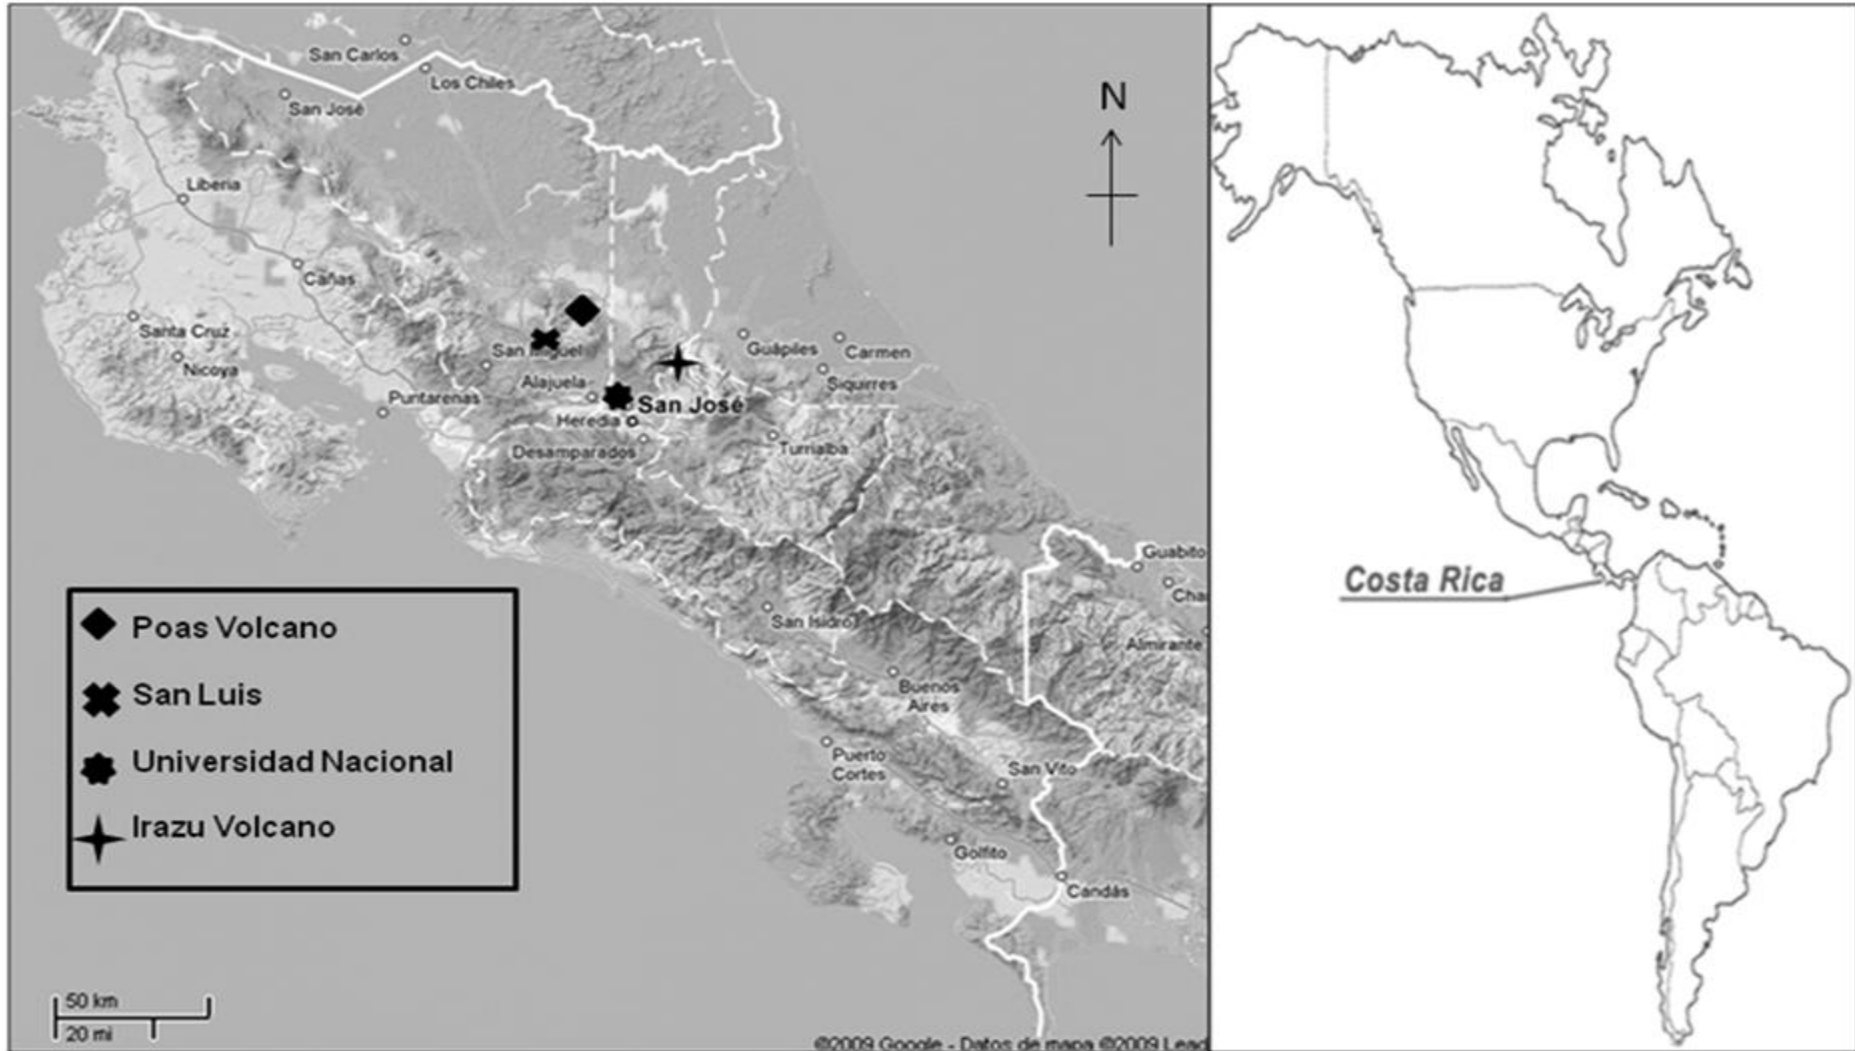 San Carlos
Los Chiles
San José
N
Liberia
Cañas
Santa Cruz
Nicoya
San Miguel
Guápiles
Carmen
Siquirres
Alajuela
Puntarenas
San José
Heredia
Desamparados
Turrialba
Guabito
Costa Rica
Cha
San Isidro
Almirante
Buenos
Aires
Poas Volcano
San Luis
Universidad Nacional
Irazu Volcano
Puerto
Cortes
San Vito
Golfito
Candás
50 km
20 mi
©2009 Google - Datos de mapa ©2009 Lead